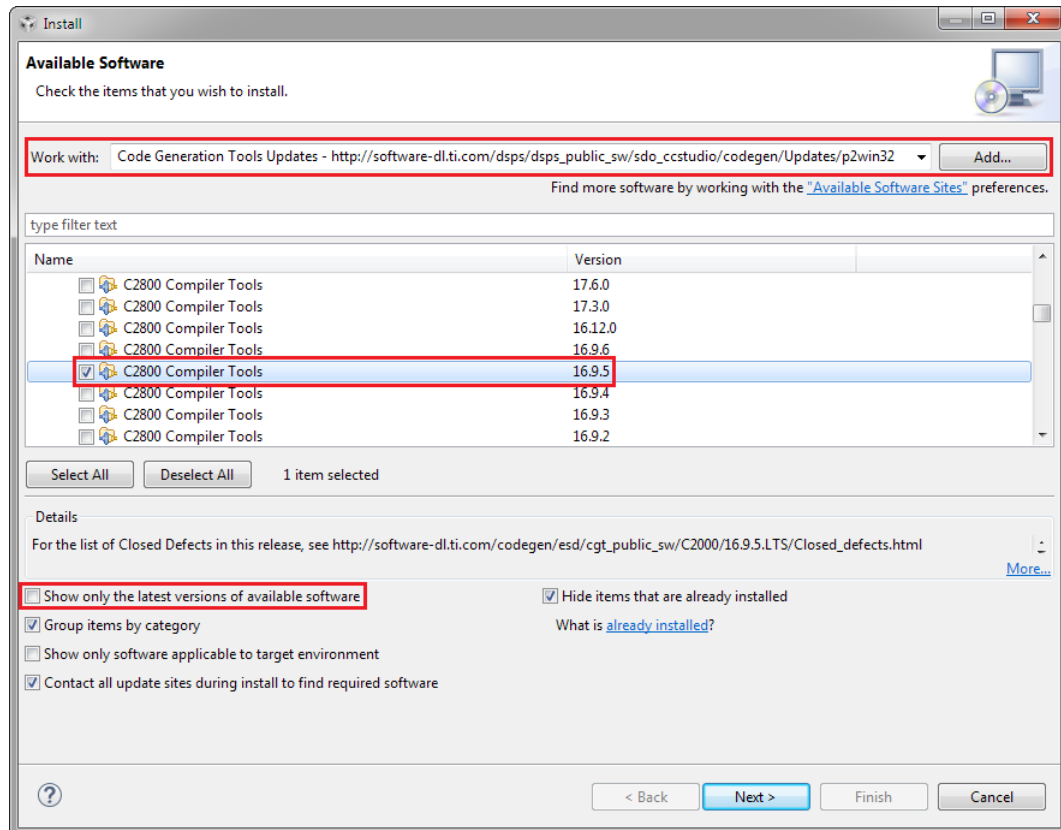 Install
Available Software
Check the items that you wish to install.
Work with: Code Generation Tools Updates - http://software-dl.ti.com/dsps/dsps_public_sw/sdo_ccstudio/codegen/Updates/p2win32 Add...
Find more software by working with the "Available Software Sites" preferences.
type filter text
Name Version
C2800 Compiler Tools 17.6.0
C2800 Compiler Tools 17.3.0
C2800 Compiler Tools 16.12.0
C2800 Compiler Tools 16.9.6
C2800 Compiler Tools 16.9.5
C2800 Compiler Tools 16.9.4
C2800 Compiler Tools 16.9.3
C2800 Compiler Tools 16.9.2
Select All Deselect All 1 item selected
Details
For the list of Closed Defects in this release, see http://software-dl.ti.com/codegen/esd/cgt_public_sw/C2000/16.9.5.LTS/Closed_defects.html
More...
Show only the latest versions of available software Hide items that are already installed
Group items by category What is already installed?
Show only software applicable to target environment
Contact all update sites during install to find required software
? < Back Next > Finish Cancel